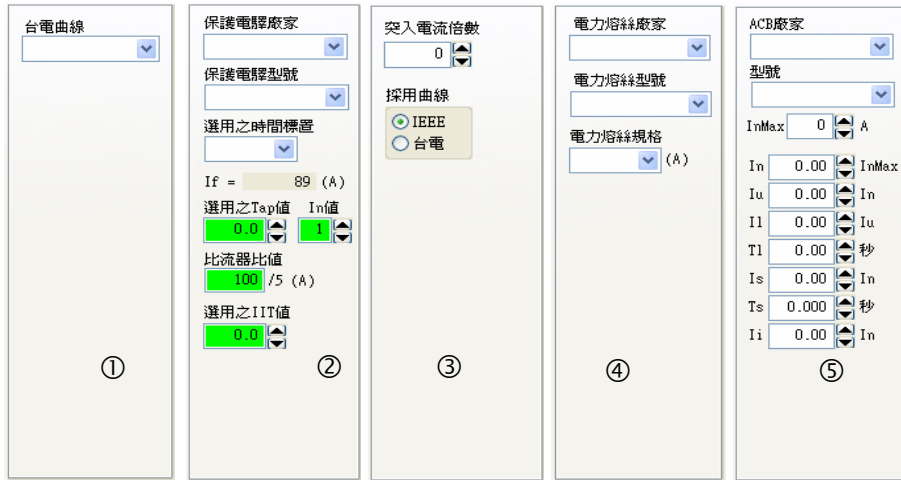 台電曲線
①
保護電驛廠家
保護電驛型號
選用之時間標置
If = 89 (A)
選用之Tap值 In值
0.0 1
比流器比值
100 /5 (A)
選用之IIT值
0.0
②
突入電流倍數
0
採用曲線
IEEE
台電
③
電力熔絲廠家
電力熔絲型號
電力熔絲規格
(A)
④
ACB廠家
型號
InMax 0 A
In 0.00 InMax
Iu 0.00 In
Il 0.00 Iu
Tl 0.00 秒
Is 0.00 In
Ts 0.000 秒
Ii 0.00 In
⑤